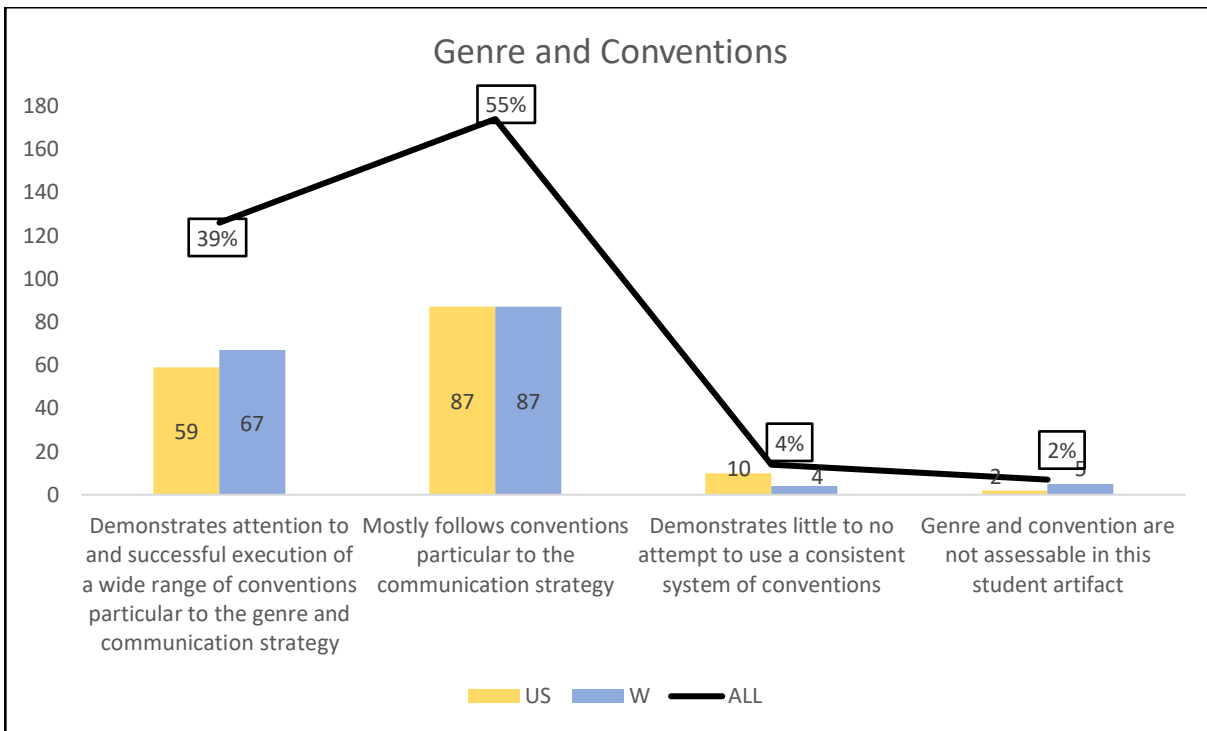 Genre and Conventions
180
160
140
120
100
80
60
40
20
0
39%
55%
4%
2%
59
67
87
87
10
4
2
5
Demonstrates attention to
and successful execution of
a wide range of conventions
particular to the genre and
communication strategy
Mostly follows conventions
particular to the
communication strategy
Demonstrates little to no
attempt to use a consistent
system of conventions
Genre and convention are
not assessable in this
student artifact
US
W
ALL